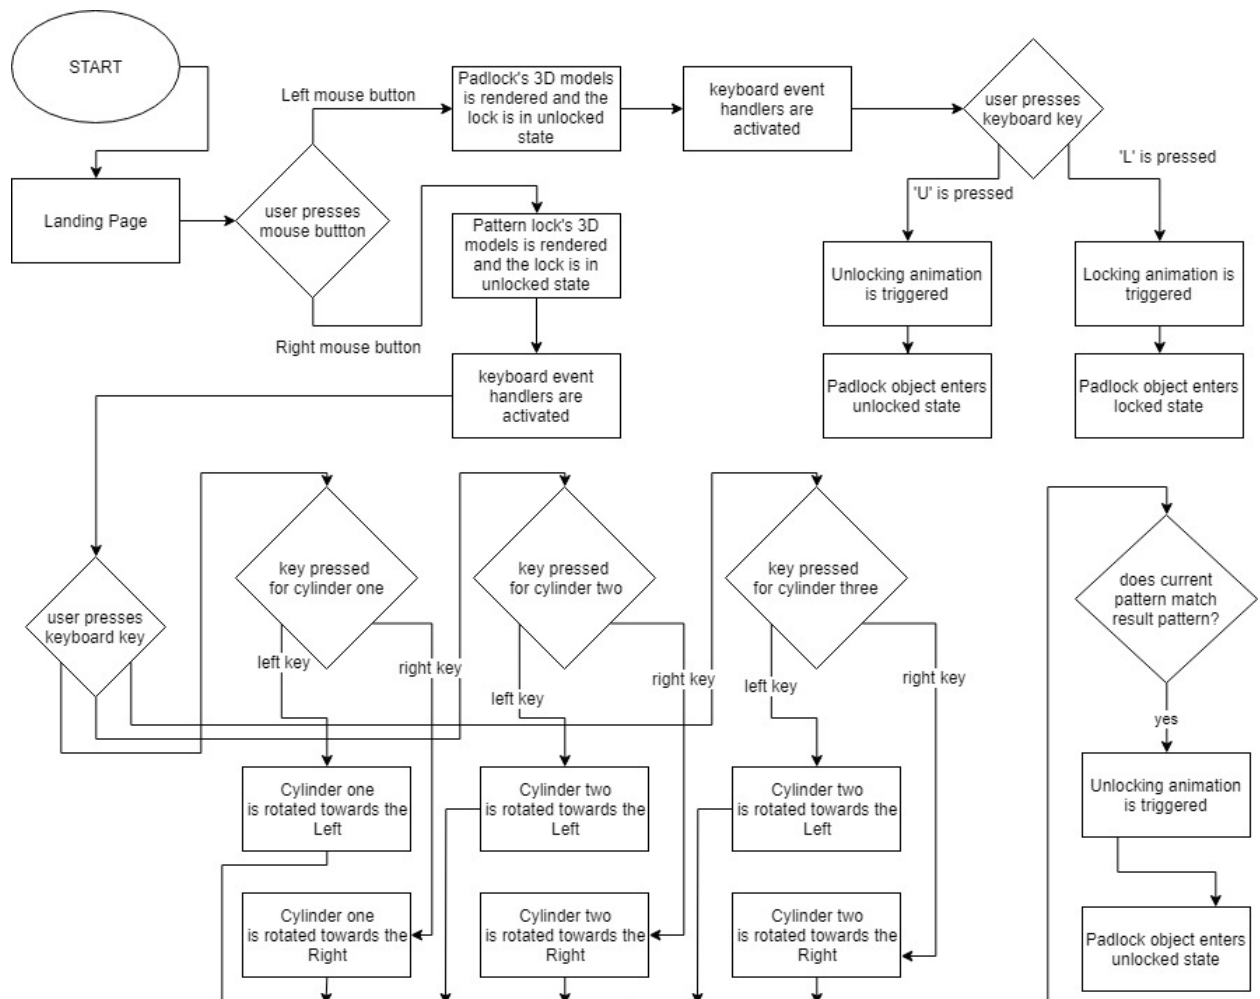 START
Landing Page
user presses
mouse buttton
Left mouse button
Right mouse button
Padlock's 3D models
is rendered and the
lock is in unlocked
state
keyboard event
handlers are
activated
user presses
keyboard key
'U' is pressed
'L' is pressed
Unlocking animation
is triggered
Locking animation is
triggered
Padlock object enters
unlocked state
Padlock object enters
locked state
Pattern lock's 3D
models is rendered
and the lock is in
unlocked state
keyboard event
handlers are
activated
user presses
keyboard key
key pressed
for cylinder one
left key
right key
Cylinder one
is rotated towards the
Left
Cylinder one
is rotated towards the
Right
key pressed
for cylinder two
left key
right key
Cylinder two
is rotated towards the
Left
Cylinder two
is rotated towards the
Right
key pressed
for cylinder three
left key
right key
Cylinder two
is rotated towards the
Left
Cylinder two
is rotated towards the
Right
does current
pattern match
result pattern?
yes
Unlocking animation
is triggered
Padlock object enters
unlocked state